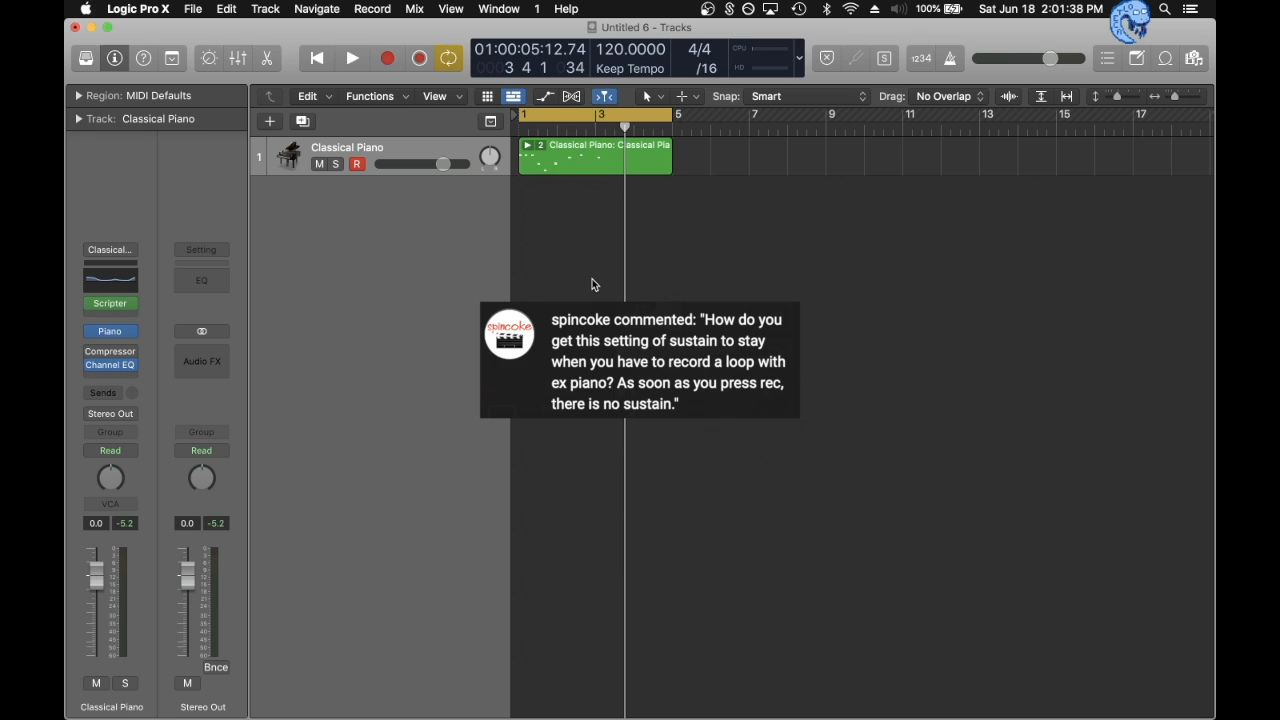 Logic Pro X File Edit Track Navigate Record Mix View Window 1 Help 100% Sat Jun 18 2:01:38 PM
Untitled 6 - Tracks
01:00:05:12.74 120.0000 4/4 CPU
0003 4 1 034 Keep Tempo /16 HD
S 1234
Region: MIDI Defaults Edit Functions View Snap: Smart Drag: No Overlap
Track: Classical Piano 1 3 5 7 9 11 13 15 17
1 Classical Piano 2 Classical Piano: Classical Pia
M S R
Classical... Setting
EQ
Scripter
Piano
Compressor Audio FX
Channel EQ
Sends
Stereo Out
Group Group
Read Read
VCA
0.0 -5.2 0.0 -5.2
Bnce
M S M
Classical Piano Stereo Out
spincoke
spincoke commented: "How do you
get this setting of sustain to stay
when you have to record a loop with
ex piano? As soon as you press rec,
there is no sustain."